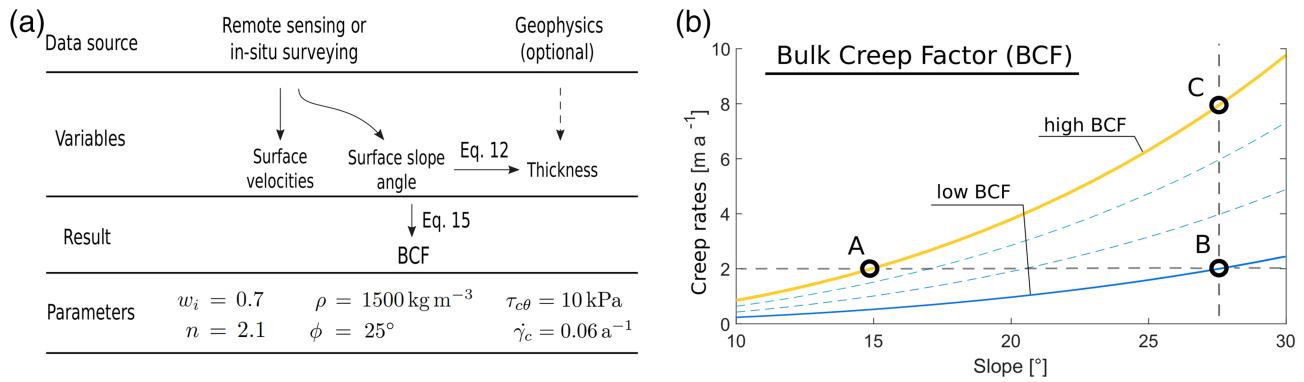 (a)
Data source
Remote sensing or
in-situ surveying
Geophysics
(optional)
Variables
Surface
velocities
Surface slope
angle
Eq. 12
Thickness
Result
Eq. 15
BCF
Parameters
w_i = 0.7
ρ = 1500 kg m⁻³
τ_cθ = 10 kPa
n = 2.1
ϕ = 25°
γ̇_c = 0.06 a⁻¹
(b)
Bulk Creep Factor (BCF)
Creep rates [m a ⁻¹]
10
8
6
4
2
0
high BCF
low BCF
A
B
C
10
15
20
25
30
Slope [°]